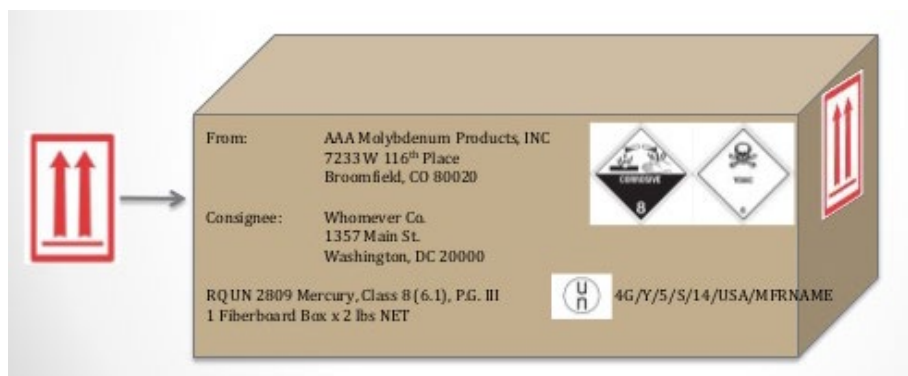 From: AAA Molybdenum Products, INC
7233 W 116th Place
Broomfield, CO 80020
Consignee: Whomever Co.
1357 Main St.
Washington, DC 20000
CORROSIVE
8
TOXIC
6
RQ UN 2809 Mercury, Class 8 (6.1), P.G. III
1 Fiberboard Box x 2 lbs NET
un 4G/Y/5/S/14/USA/MFRNAME